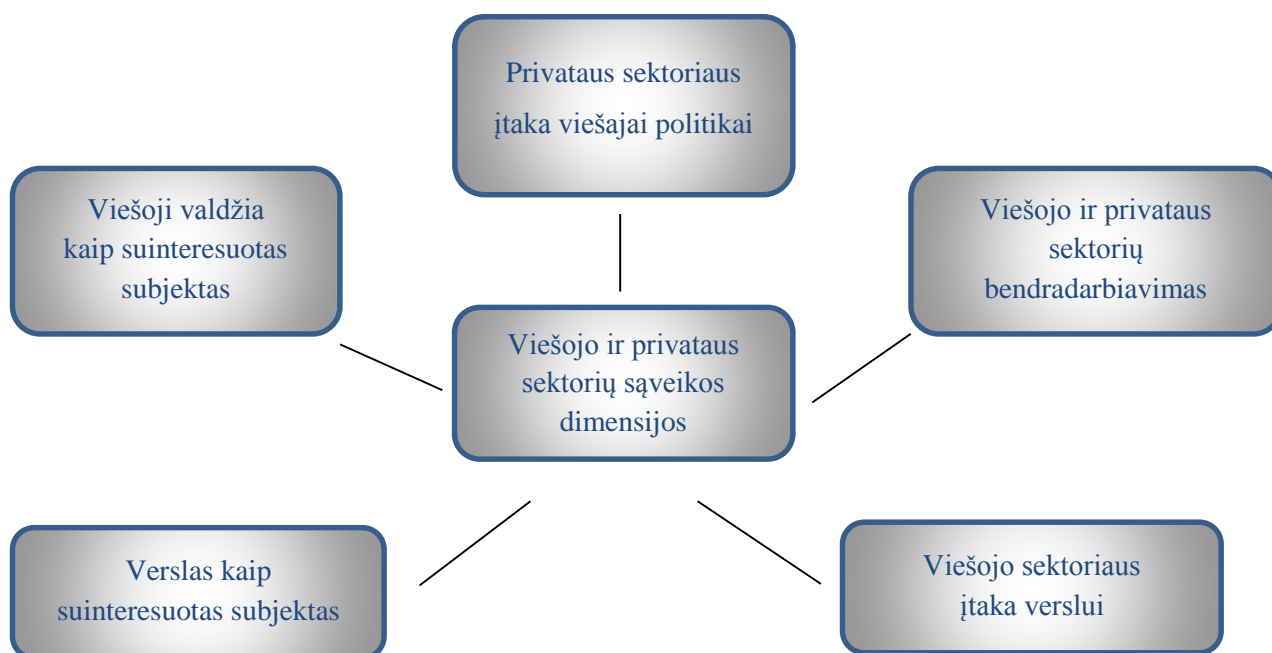 Privataus sektoriaus
įtaka viešajai politikai
Viešoji valdžia
kaip suinteresuotas
subjektas
Viešojo ir privataus
sektorių
bendradarbiavimas
Viešojo ir privataus
sektorių sąveikos
dimensijos
Verslas kaip
suinteresuotas subjektas
Viešojo sektoriaus
įtaka verslui